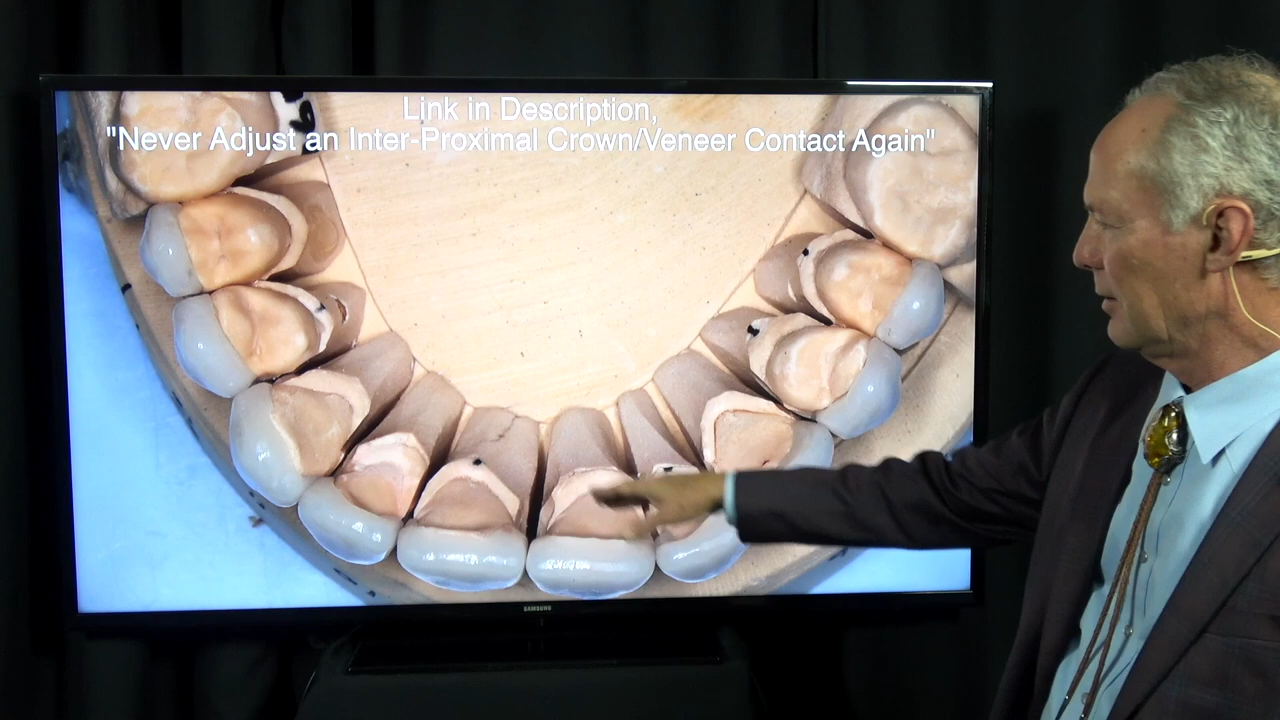 Link in Description,
"Never Adjust an Inter-Proximal Crown/Veneer Contact Again"
SAMSUNG